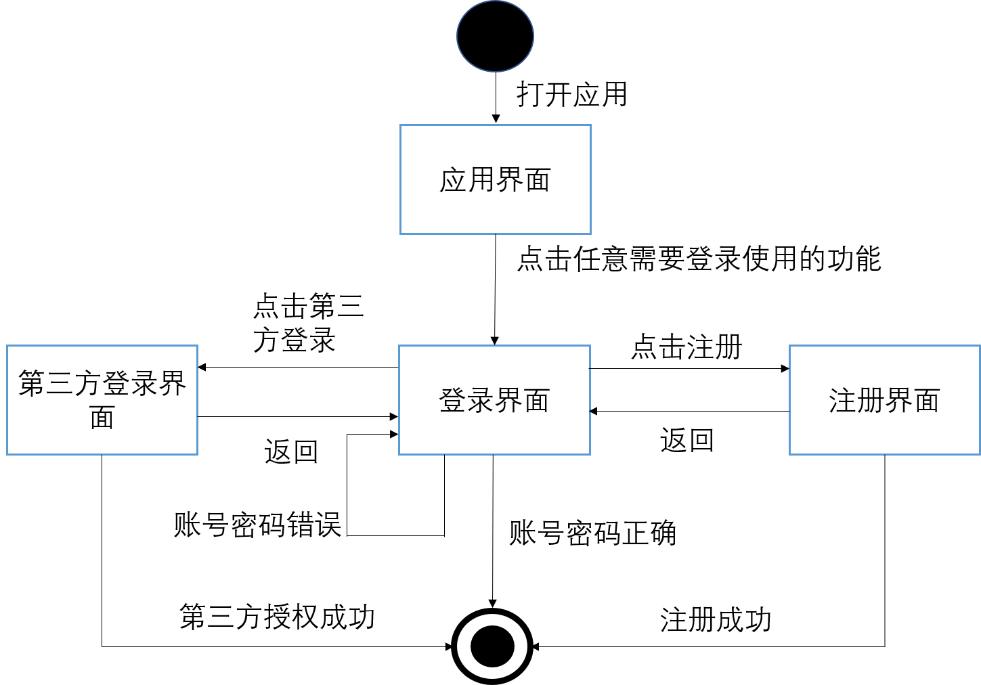 打开应用
应用界面
点击任意需要登录使用的功能
点击第三
方登录
点击注册
第三方登录界
面
登录界面
注册界面
返回
返回
账号密码错误
账号密码正确
第三方授权成功
注册成功